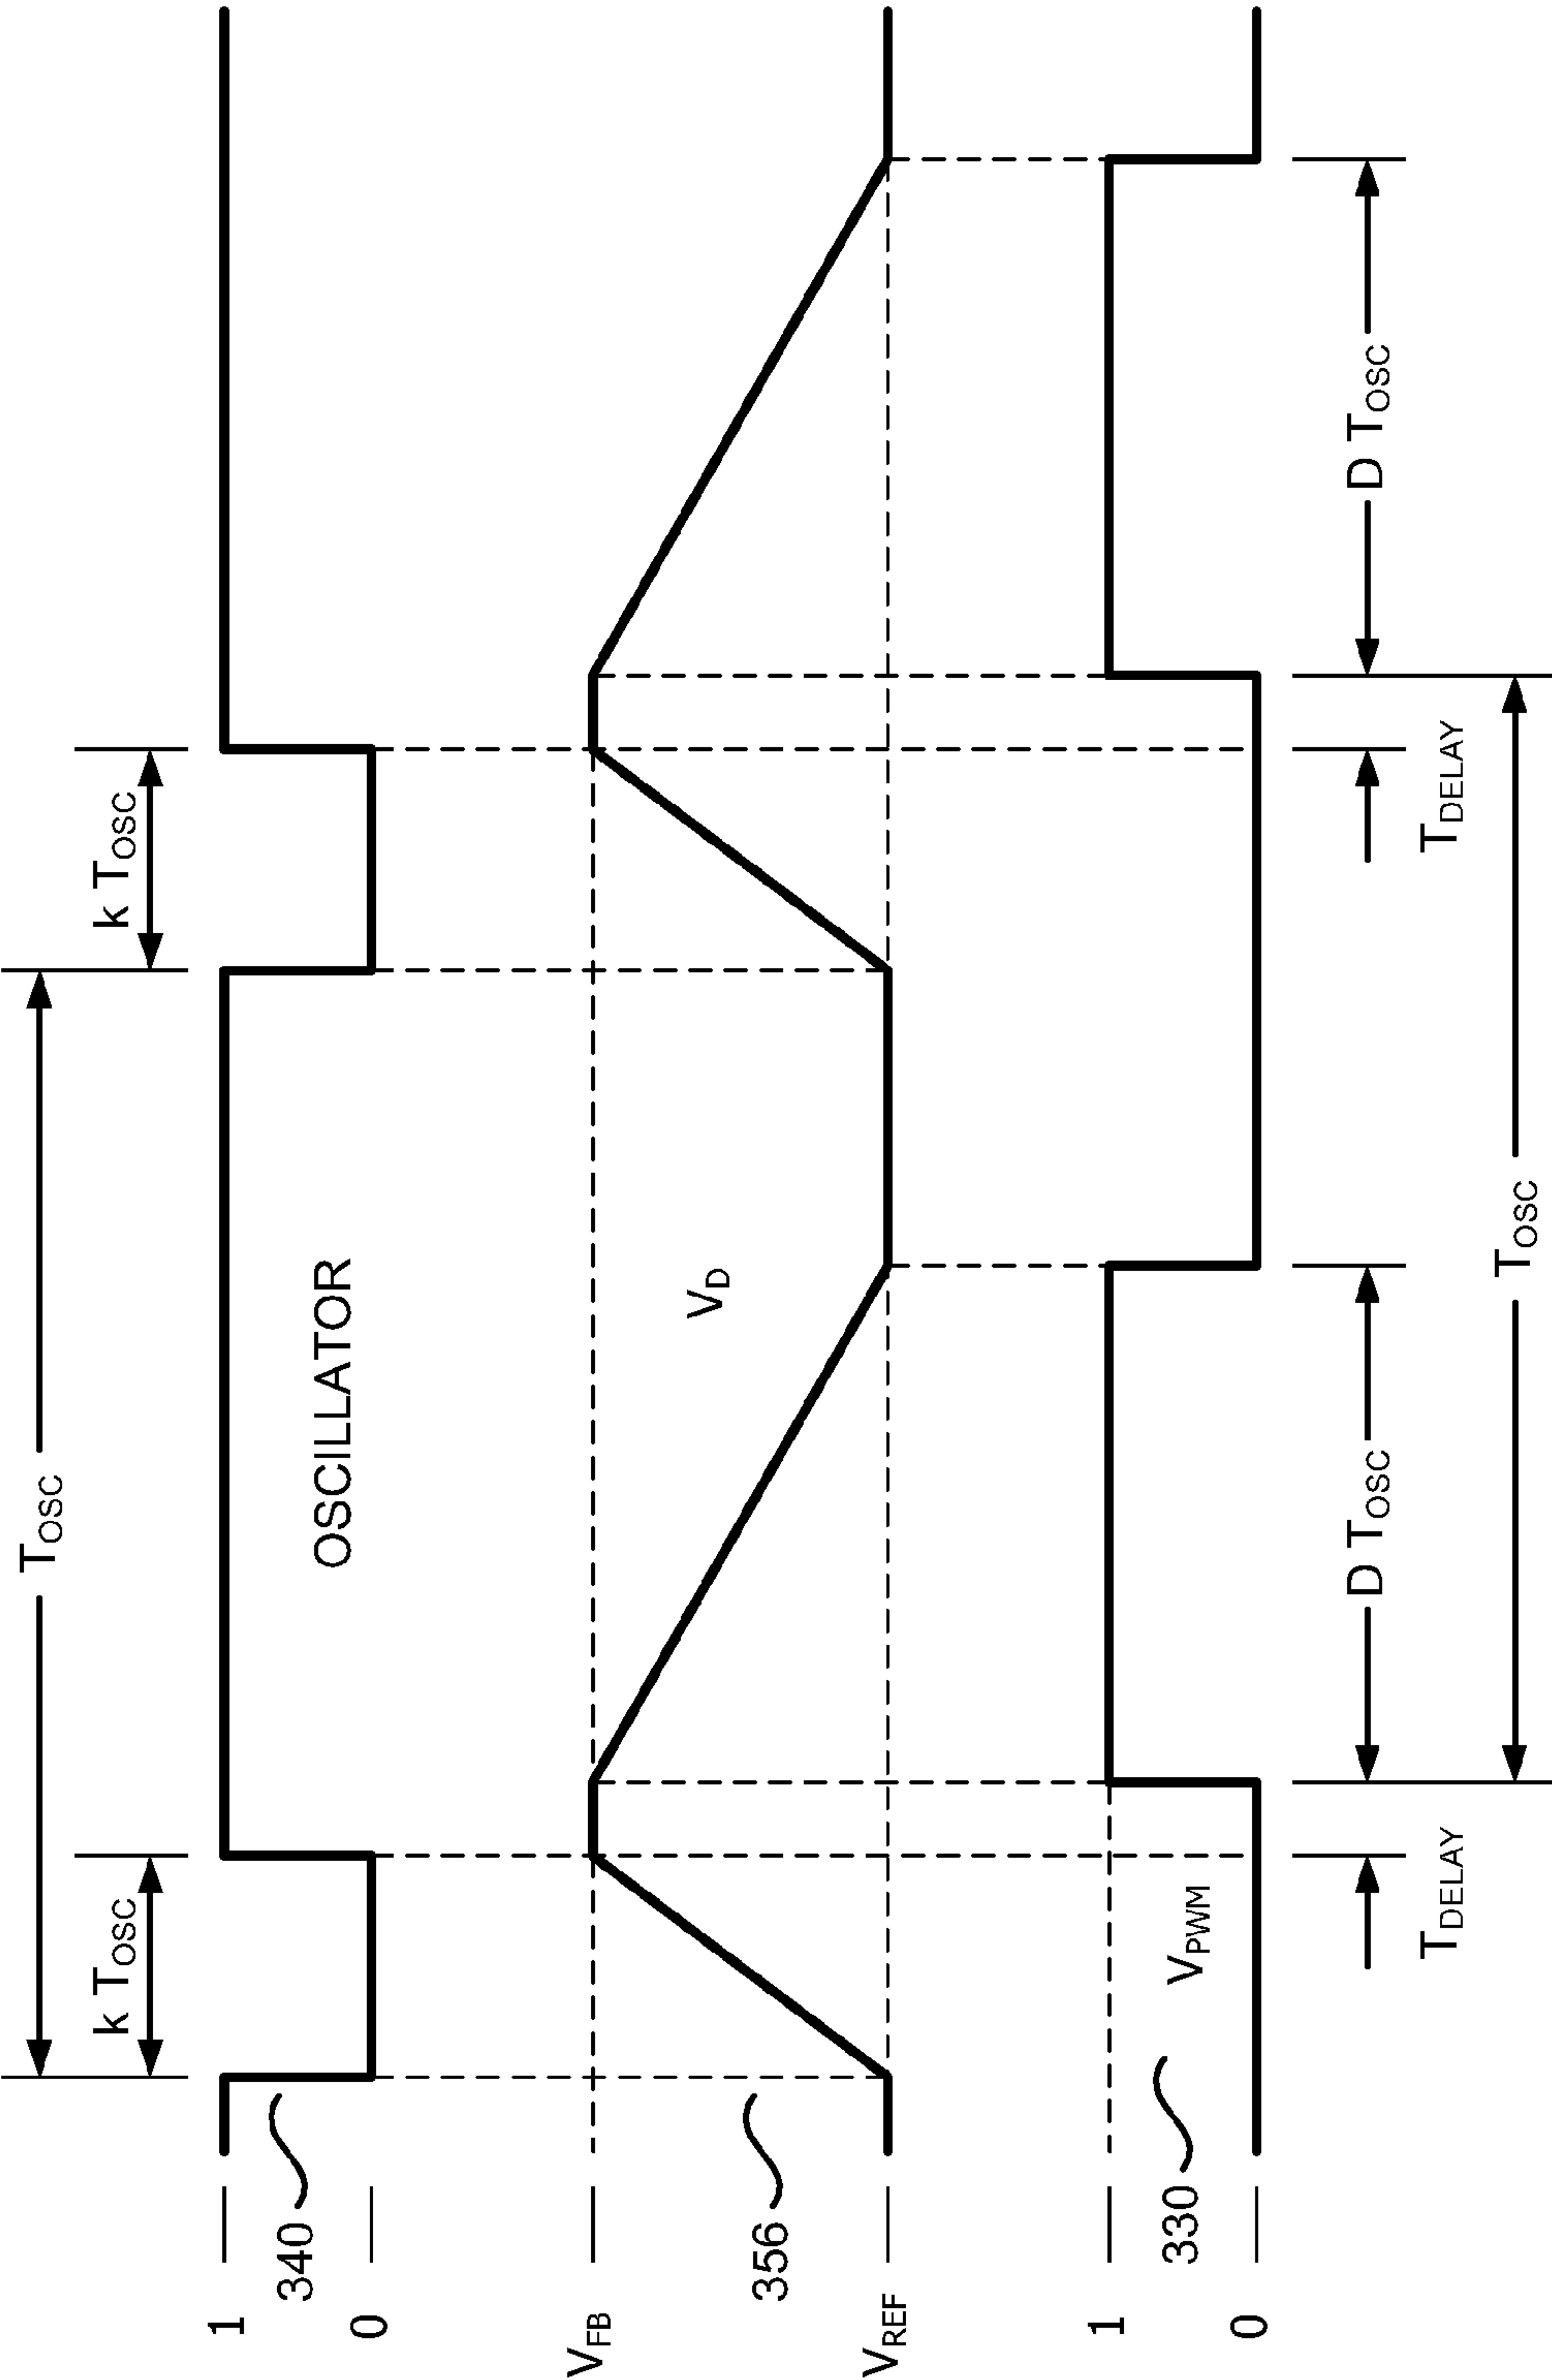 TOSC
k TOSC
k TOSC
1
340
0
OSCILLATOR
VFB
356
VD
VREF
1
330
VPWM
0
D TOSC
D TOSC
TDELAY
TDELAY
TOSC